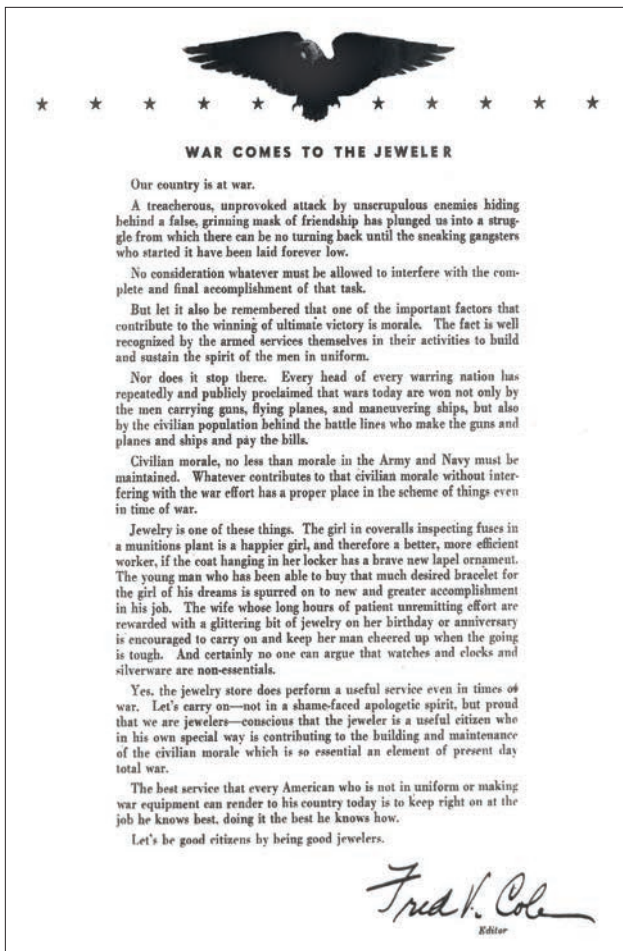 WAR COMES TO THE JEWELER
Our country is at war.
A treacherous, unprovoked attack by unscrupulous enemies hiding
behind a false, grinning mask of friendship has plunged us into a strug-
gle from which there can be no turning back until the sneaking gangsters
who started it have been laid forever low.
No consideration whatever must be allowed to interfere with the com-
plete and final accomplishment of that task.
But let it also be remembered that one of the important factors that
contribute to the winning of ultimate victory is morale. The fact is well
recognized by the armed services themselves in their activities to build
and sustain the spirit of the men in uniform.
Nor does it stop there. Every head of every warring nation has
repeatedly and publicly proclaimed that wars today are won not only by
the men carrying guns, flying planes, and maneuvering ships, but also
by the civilian population behind the battle lines who make the guns and
planes and ships and pay the bills.
Civilian morale, no less than morale in the Army and Navy must be
maintained. Whatever contributes to that civilian morale without inter-
fering with the war effort has a proper place in the scheme of things even
in time of war.
Jewelry is one of these things. The girl in coveralls inspecting fuses in
a munitions plant is a happier girl, and therefore a better, more efficient
worker, if the coat hanging in her locker has a brave new lapel ornament.
The young man who has been able to buy that much desired bracelet for
the girl of his dreams is spurred on to new and greater accomplishment
in his job. The wife whose long hours of patient unremitting effort are
rewarded with a glittering bit of jewelry on her birthday or anniversary
is encouraged to carry on and keep her man cheered up when the going
is tough. And certainly no one can argue that watches and clocks and
silverware are non-essentials.
Yes, the jewelry store does perform a useful service even in times of
war. Let's carry on—not in a shame-faced apologetic spirit, but proud
that we are jewelers—conscious that the jeweler is a useful citizen who
in his own special way is contributing to the building and maintenance
of the civilian morale which is so essential an element of present day
total war.
The best service that every American who is not in uniform or making
war equipment can render to his country today is to keep right on at the
job he knows best, doing it the best he knows how.
Let's be good citizens by being good jewelers.
Fred V. Cole
Editor